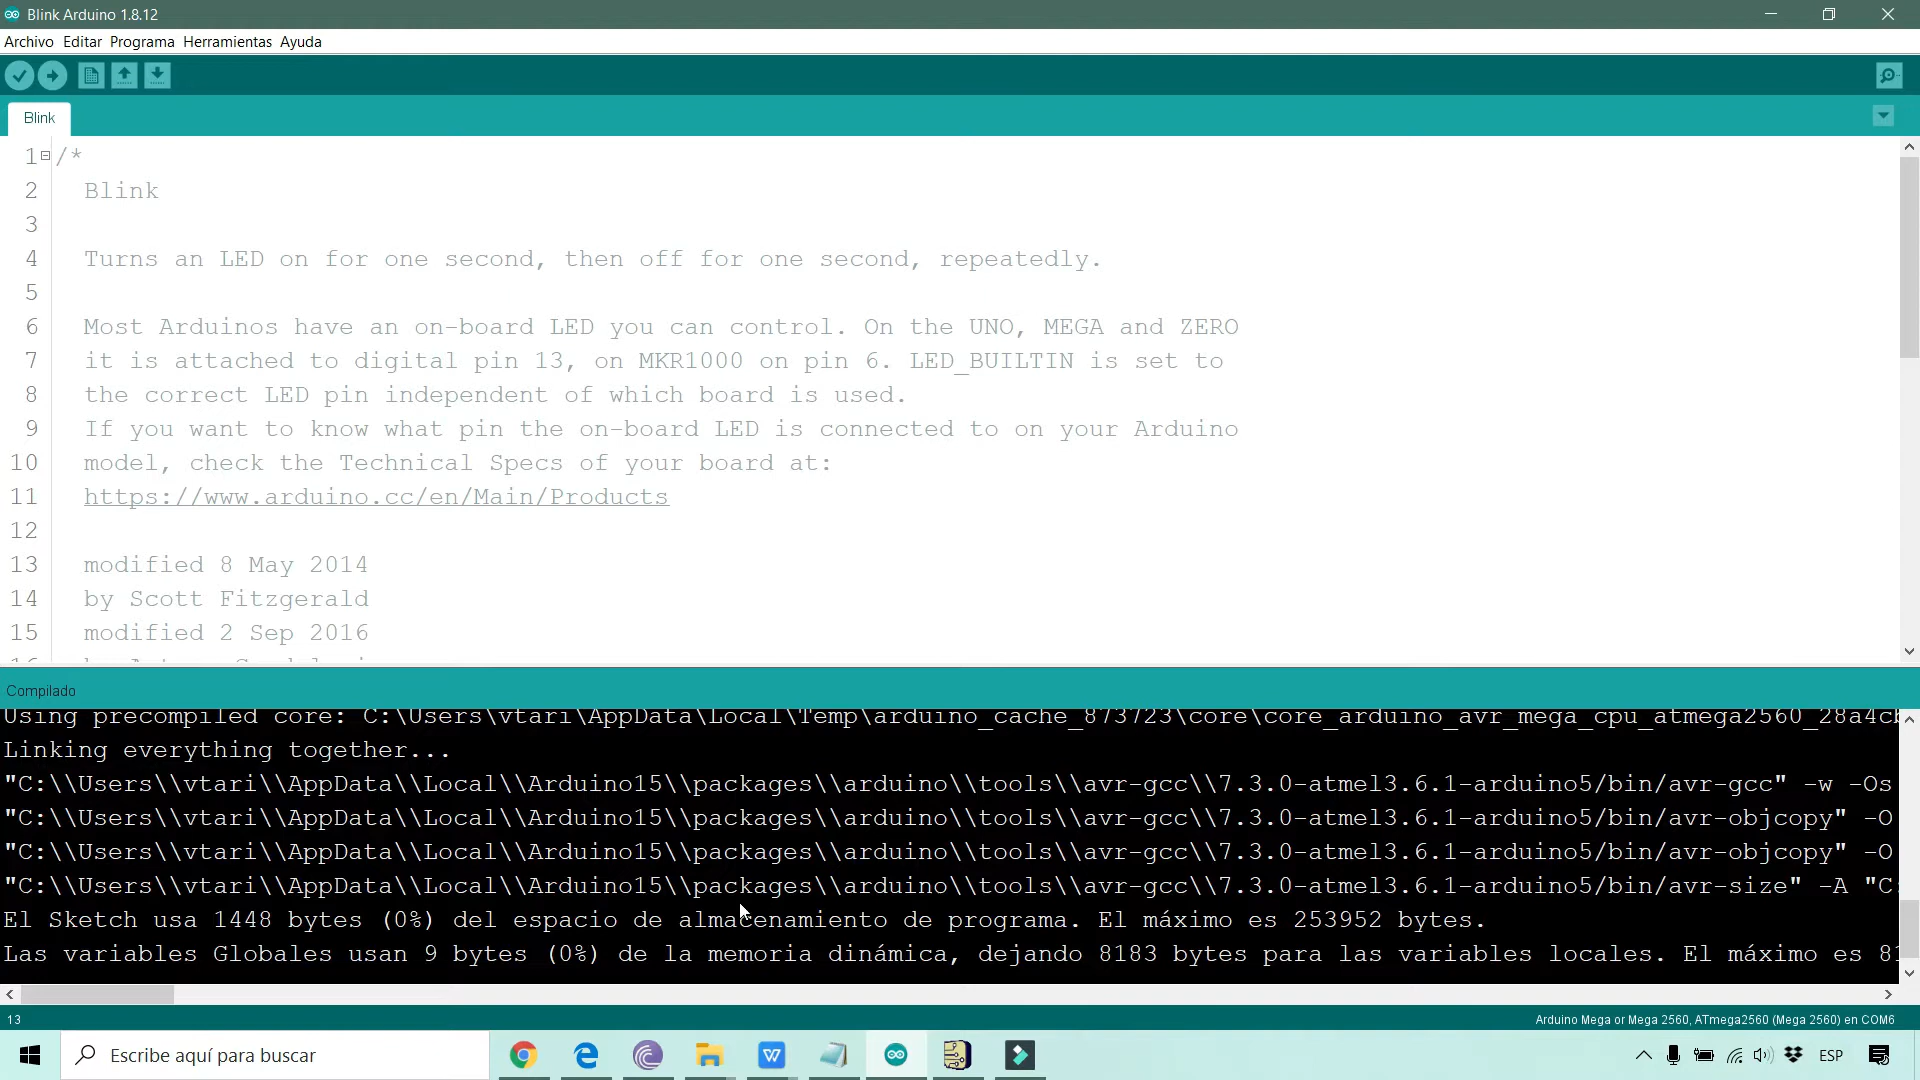 Blink Arduino 1.8.12
Archivo Editar Programa Herramientas Ayuda
Blink
1 /*
2 Blink
3
4 Turns an LED on for one second, then off for one second, repeatedly.
5
6 Most Arduinos have an on-board LED you can control. On the UNO, MEGA and ZERO
7 it is attached to digital pin 13, on MKR1000 on pin 6. LED_BUILTIN is set to
8 the correct LED pin independent of which board is used.
9 If you want to know what pin the on-board LED is connected to on your Arduino
10 model, check the Technical Specs of your board at:
11 https://www.arduino.cc/en/Main/Products
12
13 modified 8 May 2014
14 by Scott Fitzgerald
15 modified 2 Sep 2016
Compilado
Using precompiled core: C:\Users\vtari\AppData\Local\Temp\arduino_cache_873723\core\core_arduino_avr_mega_cpu_atmega2560_28a4cb
Linking everything together...
"C:\\Users\\vtari\\AppData\\Local\\Arduino15\\packages\\arduino\\tools\\avr-gcc\\7.3.0-atmel3.6.1-arduino5/bin/avr-gcc" -w -Os
"C:\\Users\\vtari\\AppData\\Local\\Arduino15\\packages\\arduino\\tools\\avr-gcc\\7.3.0-atmel3.6.1-arduino5/bin/avr-objcopy" -O
"C:\\Users\\vtari\\AppData\\Local\\Arduino15\\packages\\arduino\\tools\\avr-gcc\\7.3.0-atmel3.6.1-arduino5/bin/avr-objcopy" -O
"C:\\Users\\vtari\\AppData\\Local\\Arduino15\\packages\\arduino\\tools\\avr-gcc\\7.3.0-atmel3.6.1-arduino5/bin/avr-size" -A "C:
El Sketch usa 1448 bytes (0%) del espacio de almacenamiento de programa. El máximo es 253952 bytes.
Las variables Globales usan 9 bytes (0%) de la memoria dinámica, dejando 8183 bytes para las variables locales. El máximo es 81
13
Arduino Mega or Mega 2560, ATmega2560 (Mega 2560) en COM6
Escribe aquí para buscar
W
ESP